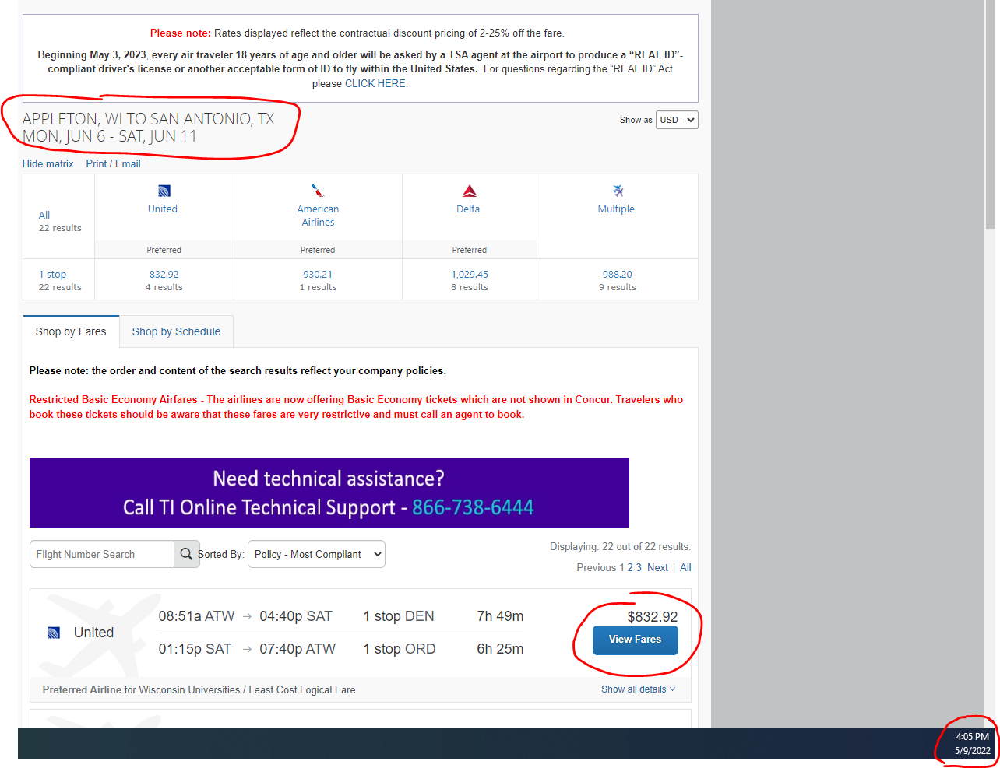 Please note: Rates displayed reflect the contractual discount pricing of 2-25% off the fare.
Beginning May 3, 2023, every air traveler 18 years of age and older will be asked by a TSA agent at the airport to produce a “REAL ID”-
compliant driver's license or another acceptable form of ID to fly within the United States. For questions regarding the “REAL ID” Act
please CLICK HERE.
APPLETON, WI TO SAN ANTONIO, TX
MON, JUN 6 - SAT, JUN 11
Show as USD
Hide matrix Print / Email
All
22 results
United
American
Airlines
Delta
Multiple
Preferred Preferred Preferred
1 stop 832.92 930.21 1,029.45 988.20
22 results 4 results 1 results 8 results 9 results
Shop by Fares Shop by Schedule
Please note: the order and content of the search results reflect your company policies.
Restricted Basic Economy Airfares - The airlines are now offering Basic Economy tickets which are not shown in Concur. Travelers who
book these tickets should be aware that these fares are very restrictive and must call an agent to book.
Need technical assistance?
Call TI Online Technical Support - 866-738-6444
Displaying: 22 out of 22 results.
Flight Number Search Sorted By: Policy - Most Compliant
Previous 1 2 3 Next | All
United
08:51a ATW → 04:40p SAT 1 stop DEN 7h 49m $832.92
View Fares
01:15p SAT → 07:40p ATW 1 stop ORD 6h 25m
Preferred Airline for Wisconsin Universities / Least Cost Logical Fare Show all details
4:05 PM
5/9/2022